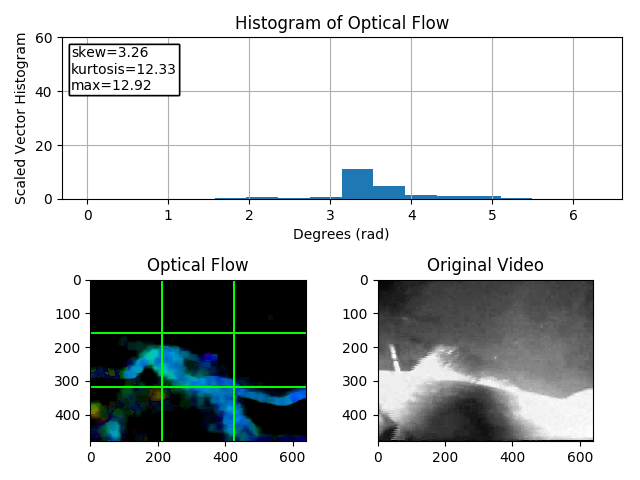 Histogram of Optical Flow
Scaled Vector Histogram
60
40
20
0
skew=3.26
kurtosis=12.33
max=12.92
0 1 2 3 4 5 6
Degrees (rad)
Optical Flow
0
100
200
300
400
0 200 400 600
Original Video
0
100
200
300
400
0 200 400 600